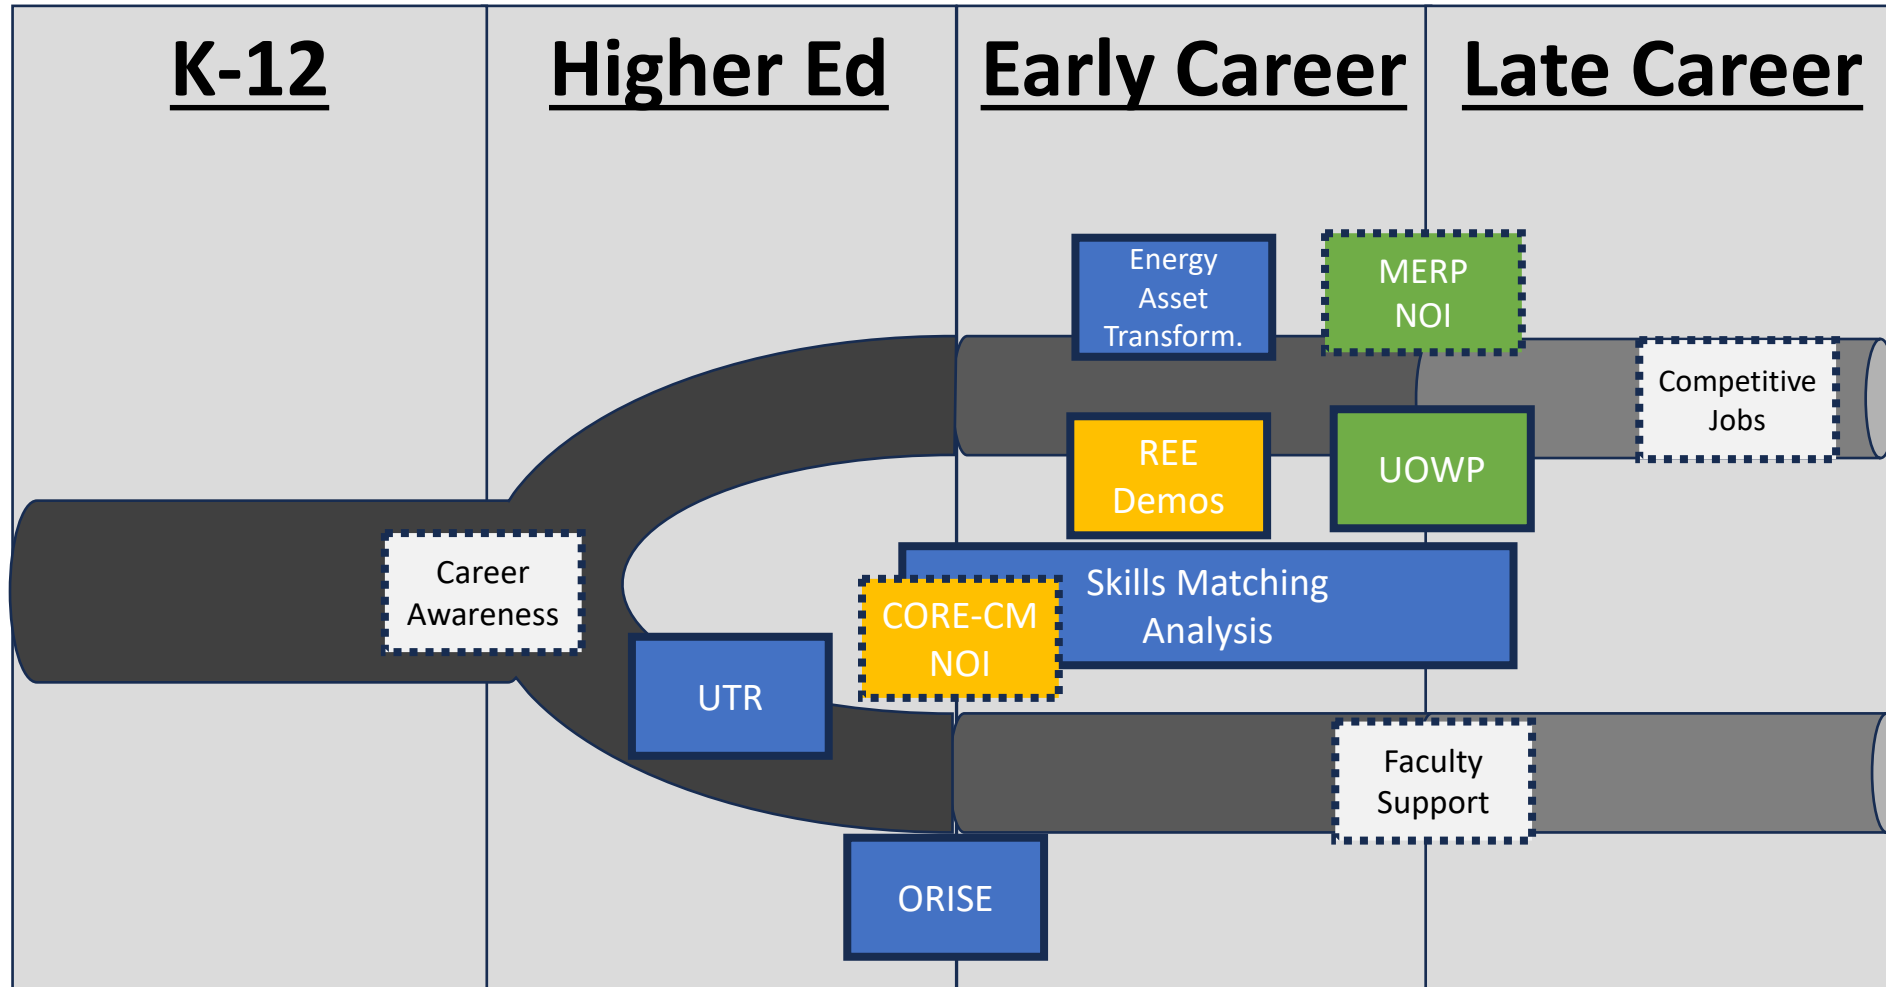 K-12
Higher Ed
Early Career
Late Career
Energy
Asset
Transform.
MERP
NOI
Competitive
Jobs
REE
Demos
UOWP
Career
Awareness
Skills Matching
Analysis
CORE-CM
NOI
UTR
Faculty
Support
ORISE